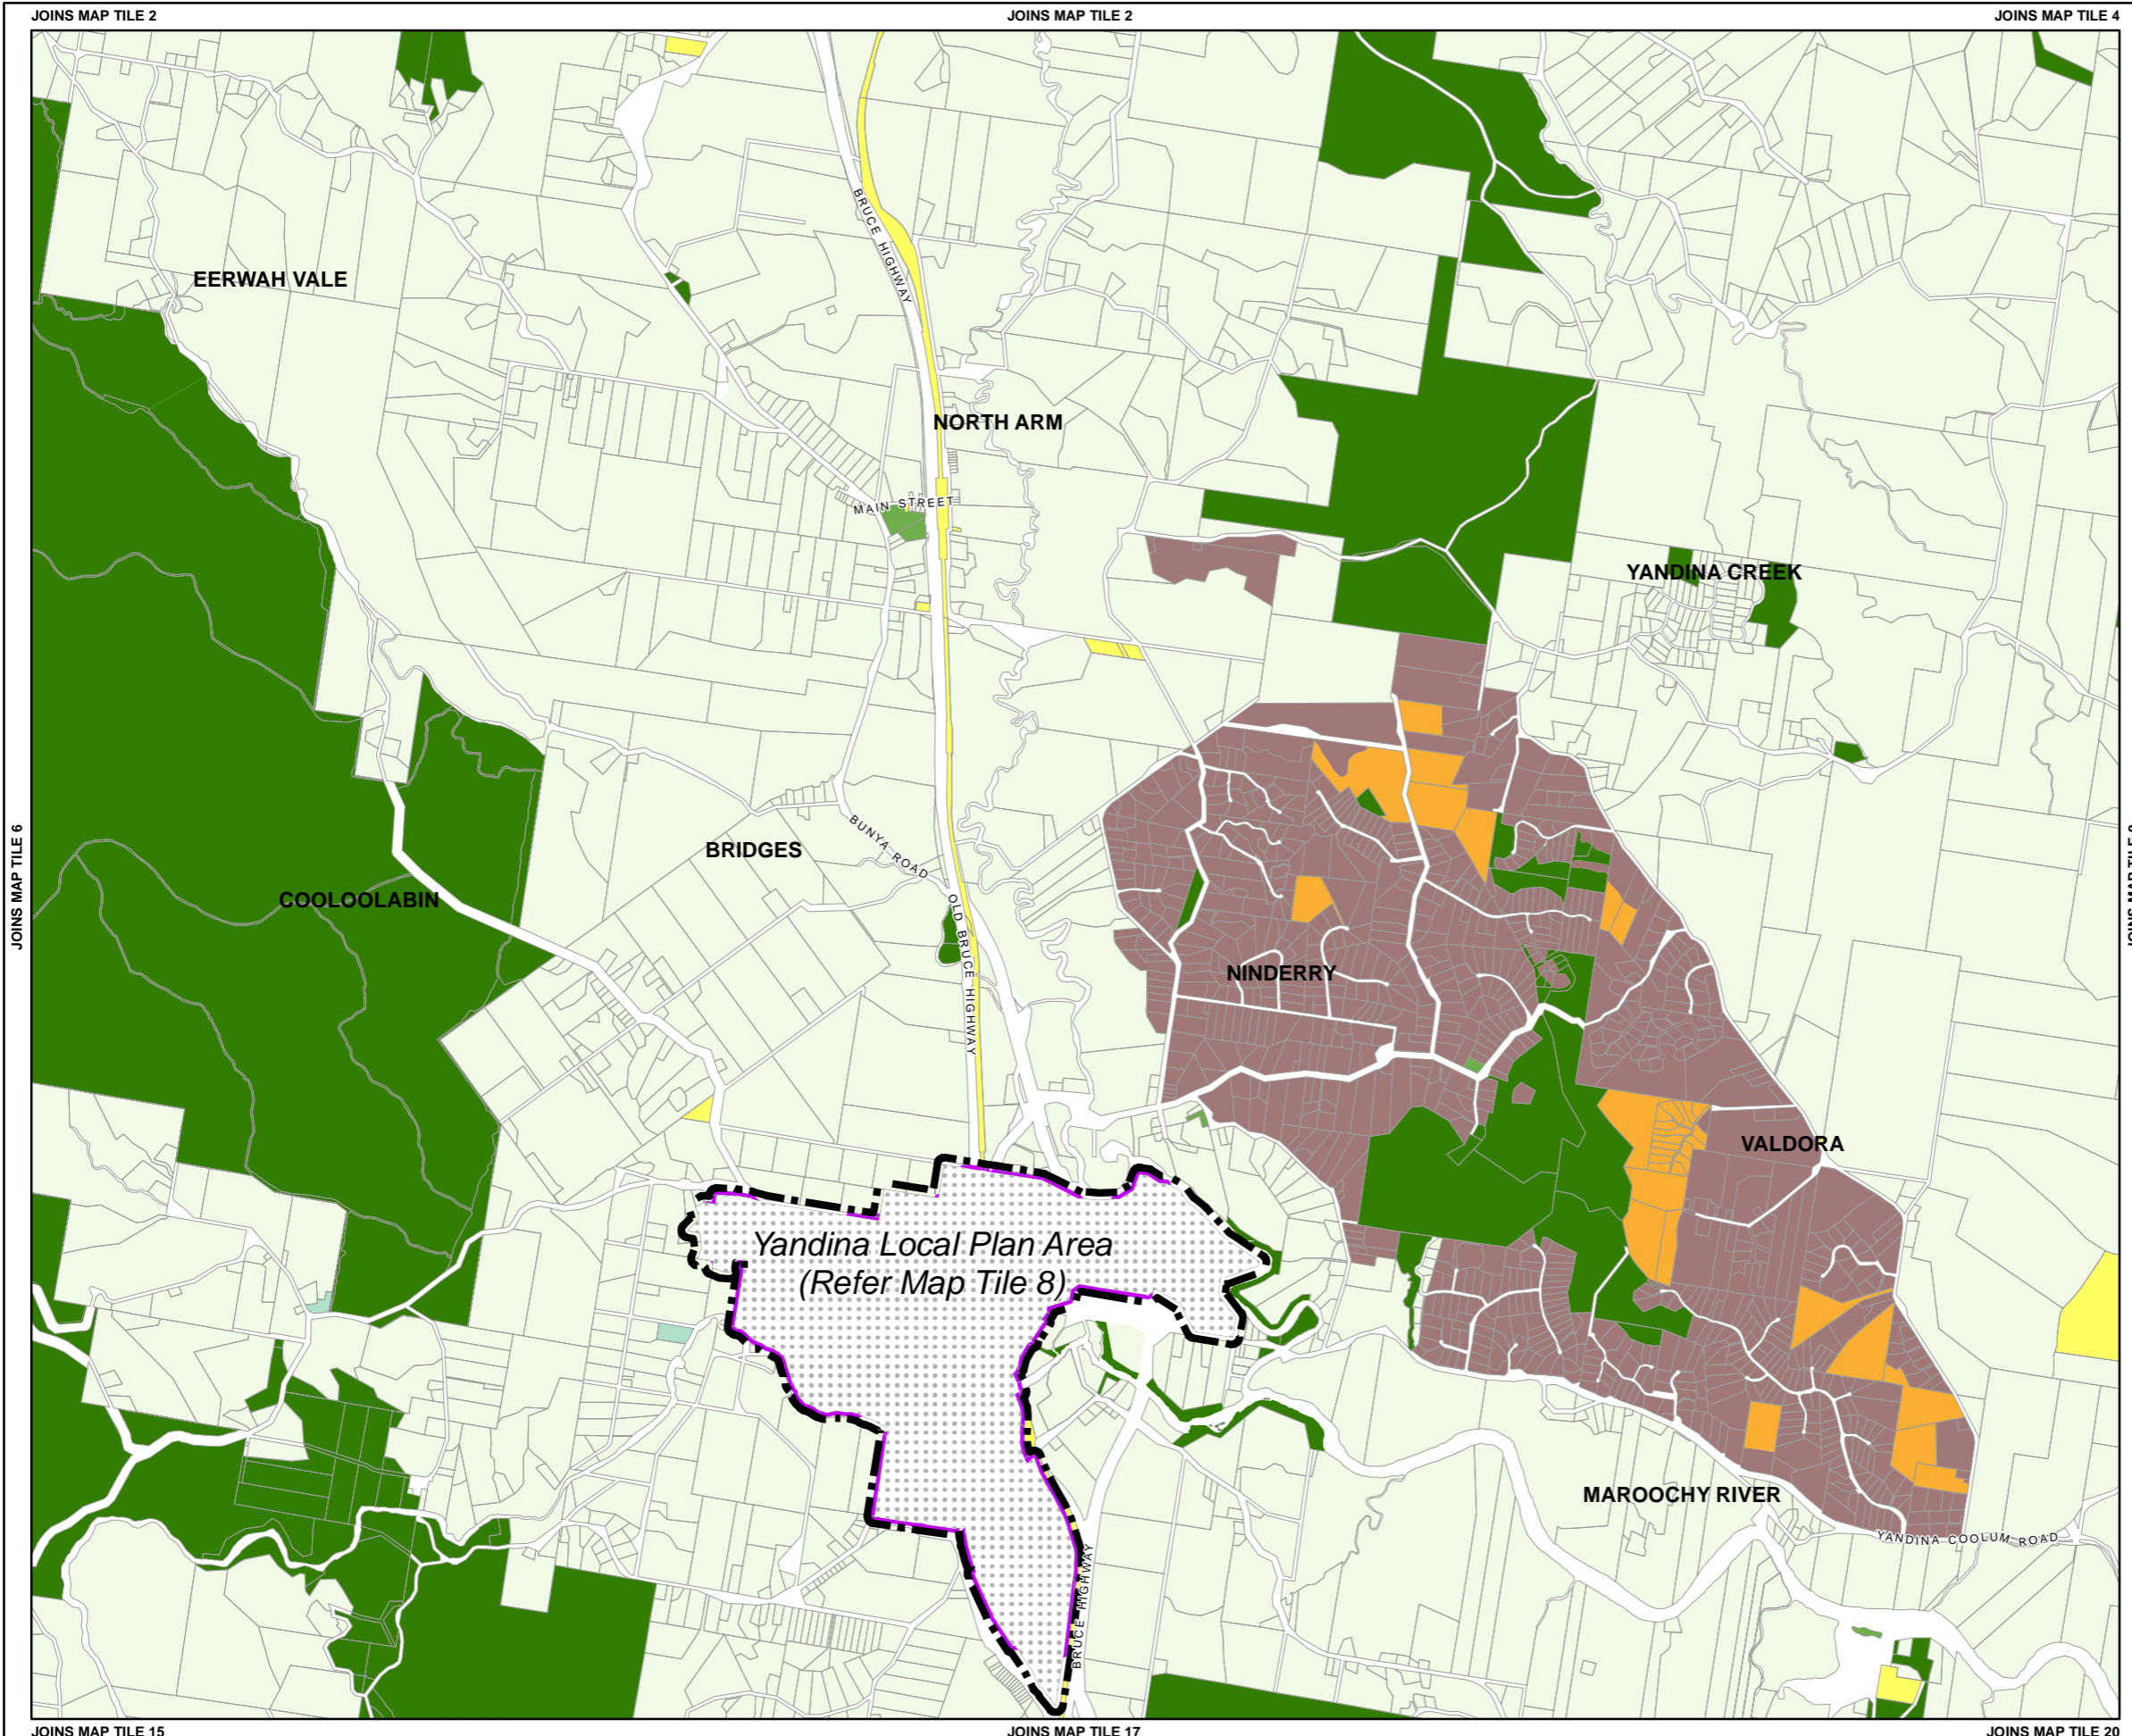 JOINS MAP TILE 2
JOINS MAP TILE 2
JOINS MAP TILE 4
BRUCE HIGHWAY
EERWAH VALE
NORTH ARM
MAIN STREET
YANDINA CREEK
JOINS MAP TILE 6
BRIDGES
BUNYA ROAD
COOLOOLABIN
OLD BRUCE HIGHWAY
NINDERRY
VALDORA
Yandina Local Plan Area
(Refer Map Tile 8)
MAROOCHY RIVER
YANDINA COOLUM ROAD
BRUCE HIGHWAY
JOINS MAP TILE 15
JOINS MAP TILE 17
JOINS MAP TILE 20